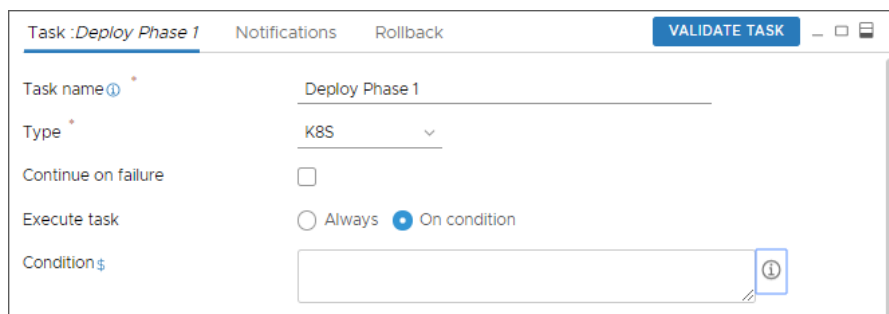 Task :Deploy Phase 1 Notifications Rollback VALIDATE TASK
Task name * Deploy Phase 1
Type * K8S
Continue on failure
Execute task Always On condition
Condition $